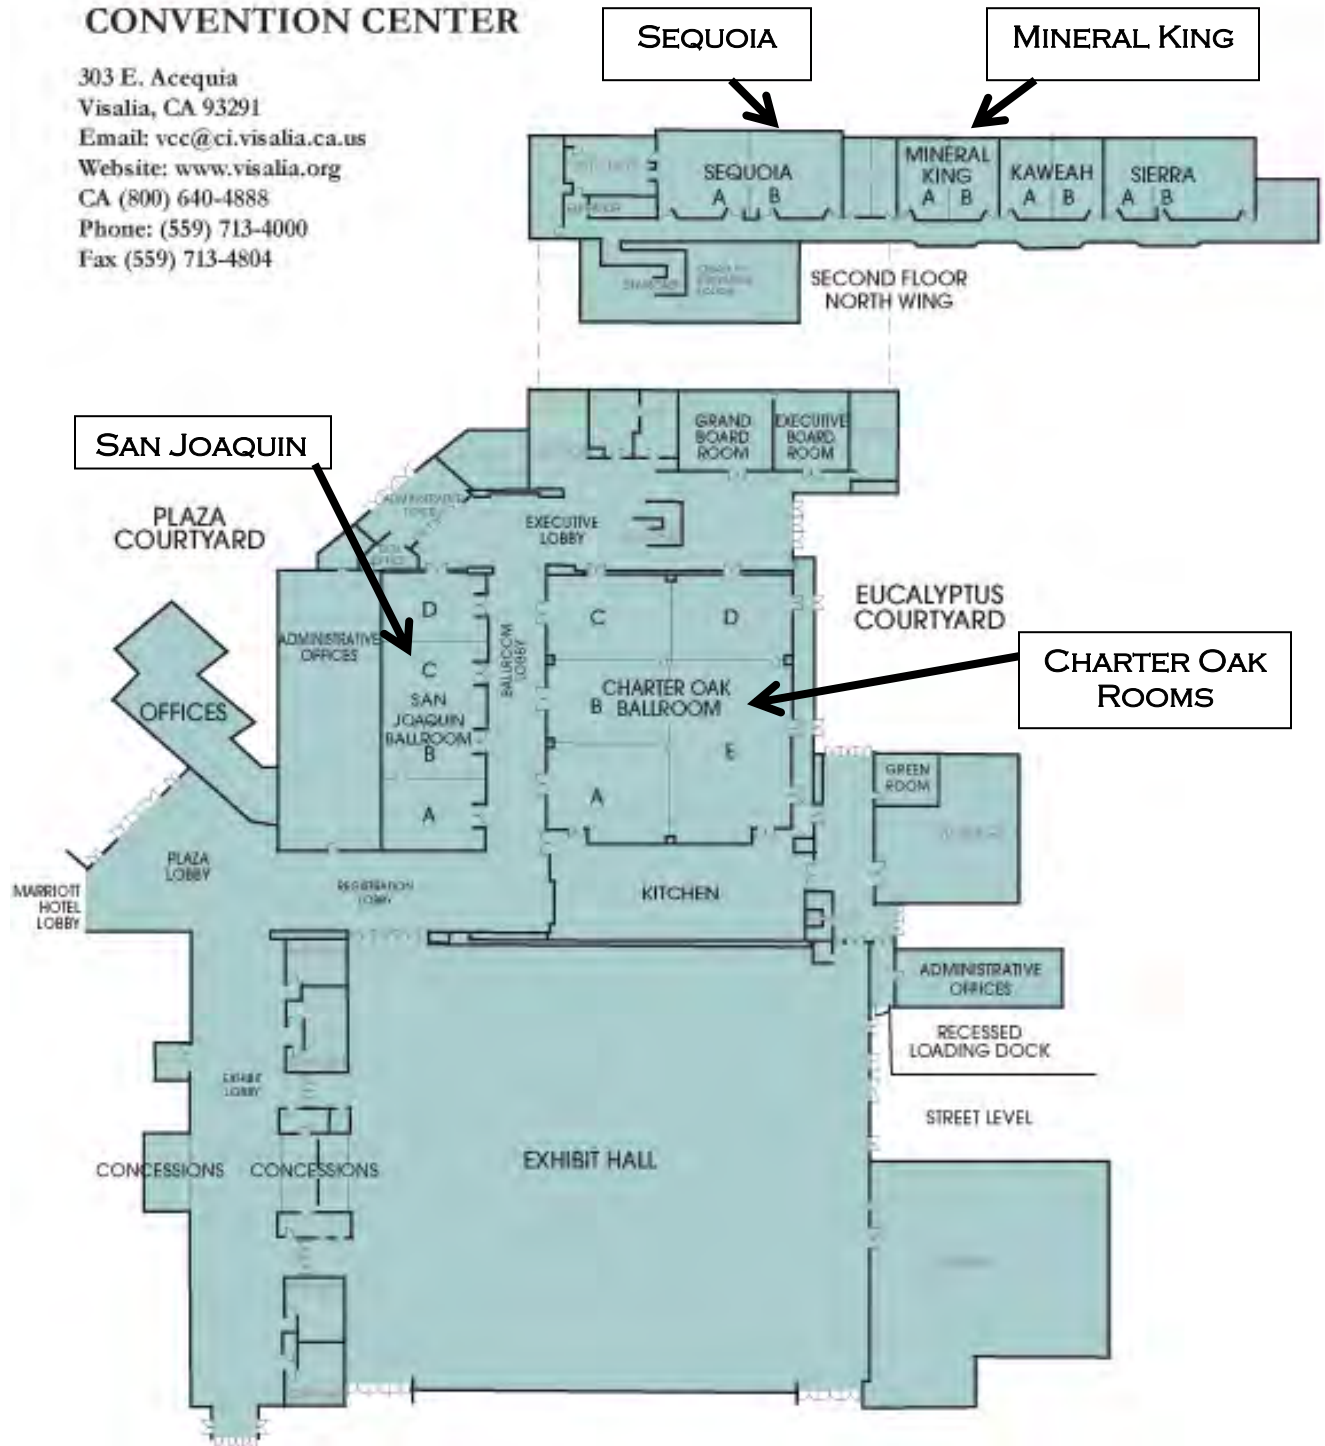 CONVENTION CENTER
303 E. Acequia
Visalia, CA 93291
Email: vcc@ci.visalia.ca.us
Website: www.visalia.org
CA (800) 640-4888
Phone: (559) 713-4000
Fax (559) 713-4804
SEQUOIA
MINERAL KING
SEQUOIA
A B
MINERAL
KING
A B
KAWEAH
A B
SIERRA
A B
SECOND FLOOR
NORTH WING
SAN JOAQUIN
PLAZA
COURTYARD
GRAND
BOARD
ROOM
EXECUTIVE
BOARD
ROOM
ADMINISTRATIVE
EXECUTIVE
LOBBY
EUCALYPTUS
COURTYARD
CHARTER OAK
ROOMS
ADMINISTRATIVE
OFFICES
OFFICES
D
C
SAN
JOAQUIN
BALLROOM
B
A
BALLROOM
LOBBY
C
D
CHARTER OAK
BALLROOM
B
E
A
GREEN
ROOM
PLAZA
LOBBY
MARRIOTT
HOTEL
LOBBY
REGISTRATION
LOBBY
KITCHEN
ADMINISTRATIVE
OFFICES
RECESSED
LOADING DOCK
STREET LEVEL
EXHIBIT
LOBBY
CONCESSIONS
CONCESSIONS
EXHIBIT HALL